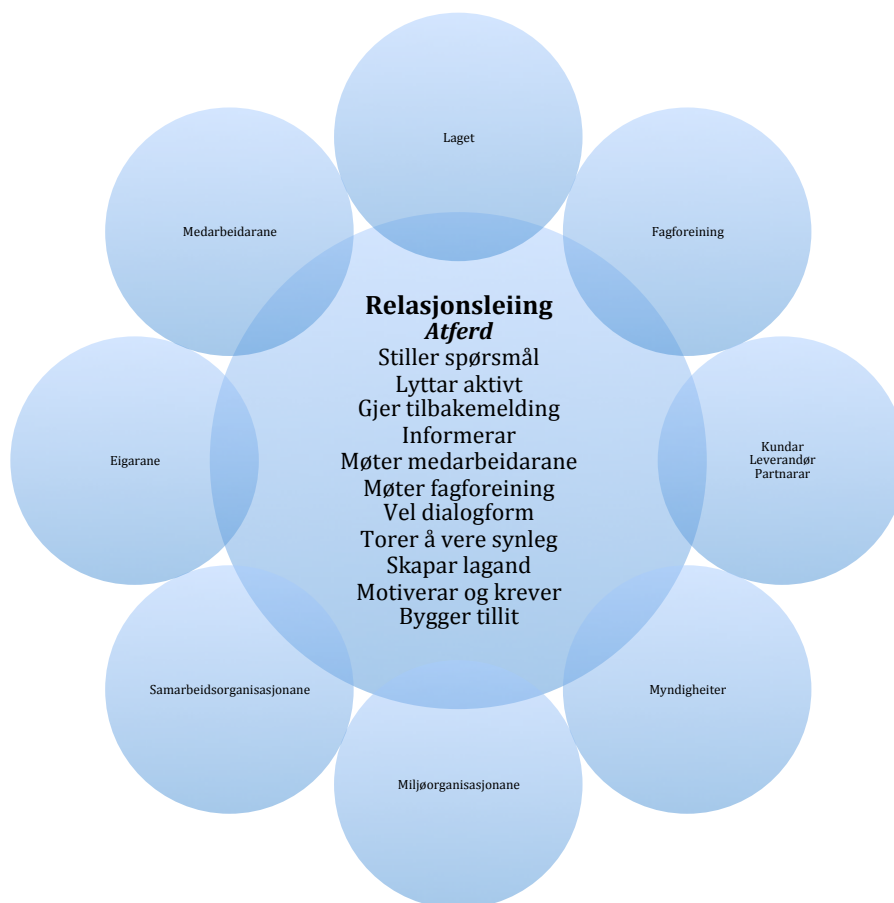 Laget
Medarbeidarane
Fagforeining
Relasjonsleiing
Atferd
Stiller spørsmål
Lyttar aktivt
Gjer tilbakemelding
Informerar
Møter medarbeidarane
Møter fagforeining
Vel dialogform
Torer å vere synleg
Skapar lagand
Motiverar og krever
Bygger tillit
Eigarane
Kundar
Leverandør
Partnarar
Samarbeidsorganisasjonane
Myndigheiter
Miljøorganisasjonane